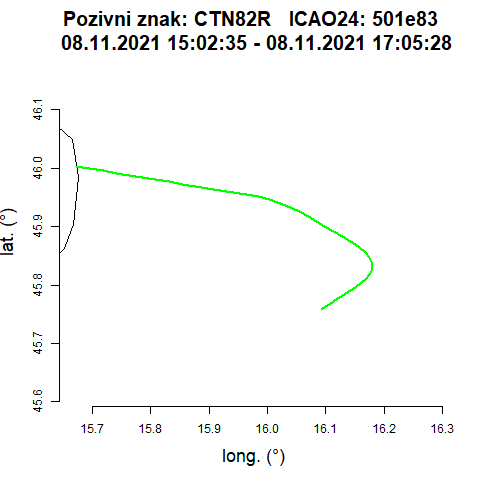 Pozivni znak: CTN82R   ICAO24: 501e83
08.11.2021 15:02:35 - 08.11.2021 17:05:28
46.1
46.0
45.9
45.8
45.7
45.6
lat. (°)
15.7 15.8 15.9 16.0 16.1 16.2 16.3
long. (°)